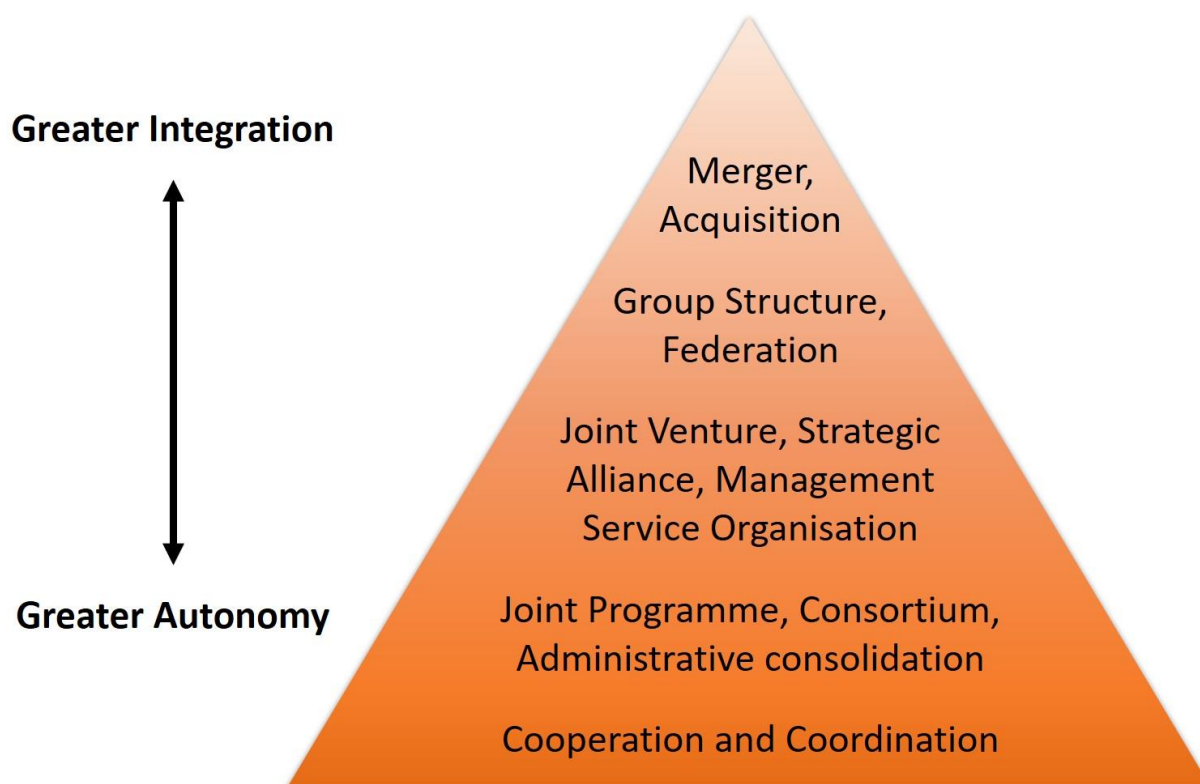 Greater Integration
Greater Autonomy
Merger,
Acquisition
Group Structure,
Federation
Joint Venture, Strategic
Alliance, Management
Service Organisation
Joint Programme, Consortium,
Administrative consolidation
Cooperation and Coordination